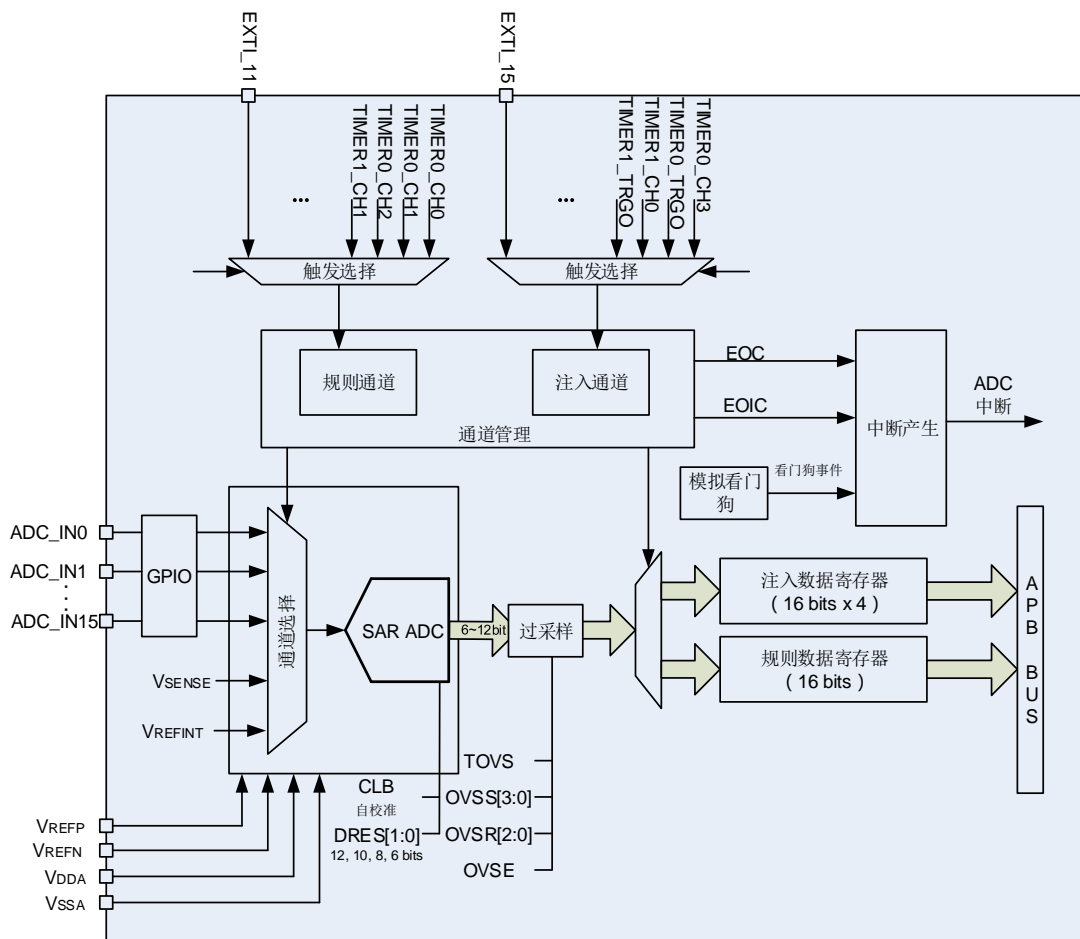 EXTI_11
EXTI_15
TIMER1_CH1
TIMER0_CH2
TIMER0_CH1
TIMER0_CH0
TIMER1_TRGO
TIMER1_CH0
TIMER0_TRGO
TIMER0_CH3
...
...
触发选择
触发选择
规则通道
注入通道
通道管理
EOC
EOIC
中断产生
ADC
中断
模拟看门
狗
看门狗事件
ADC_IN0
ADC_IN1
ADC_IN15
GPIO
VSENSE
VREFINT
通道选择
SAR ADC
6~12bit
过采样
注入数据寄存器
( 16 bits x 4 )
规则数据寄存器
( 16 bits )
APB BUS
CLB
自校准
DRES[1:0]
12, 10, 8, 6 bits
TOVS
OVSS[3:0]
OVSR[2:0]
OVSE
VREFP
VREFN
VDDA
VSSA